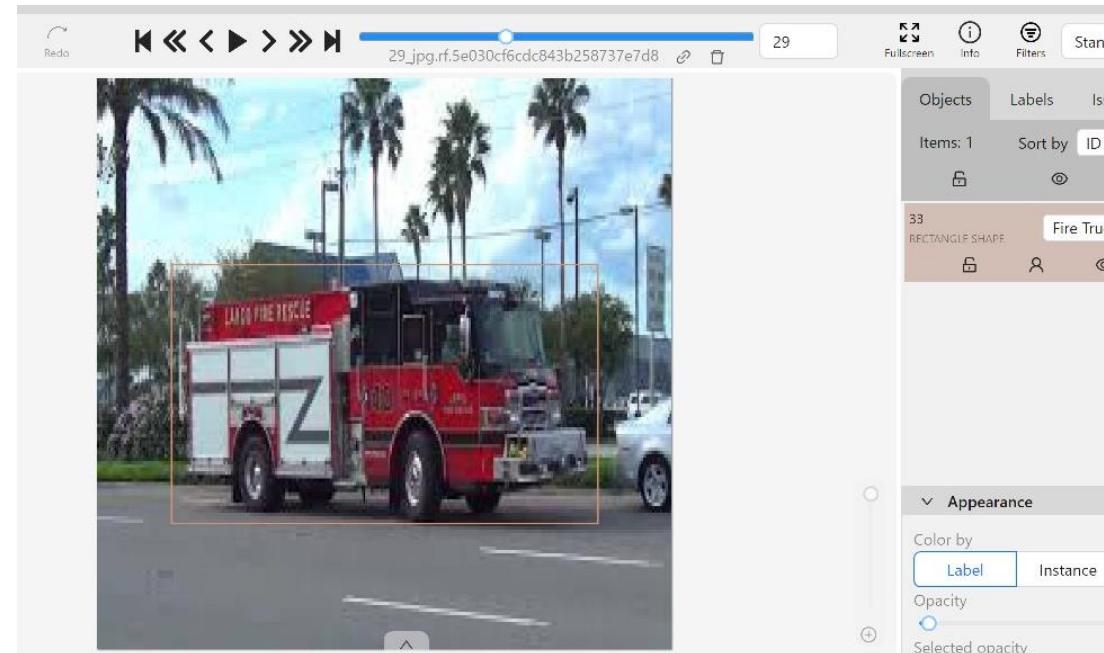 Redo
29_jpg.rf.5e030cf6cdc843b258737e7d8
29
Fullscreen
Info
Filters
Stan
Objects
Labels
Is
Items: 1
Sort by
ID
33
RECTANGLE SHAPE
Fire Tru
LARGO FIRE RESCUE
Appearance
Color by
Label
Instance
Opacity
Selected opacity